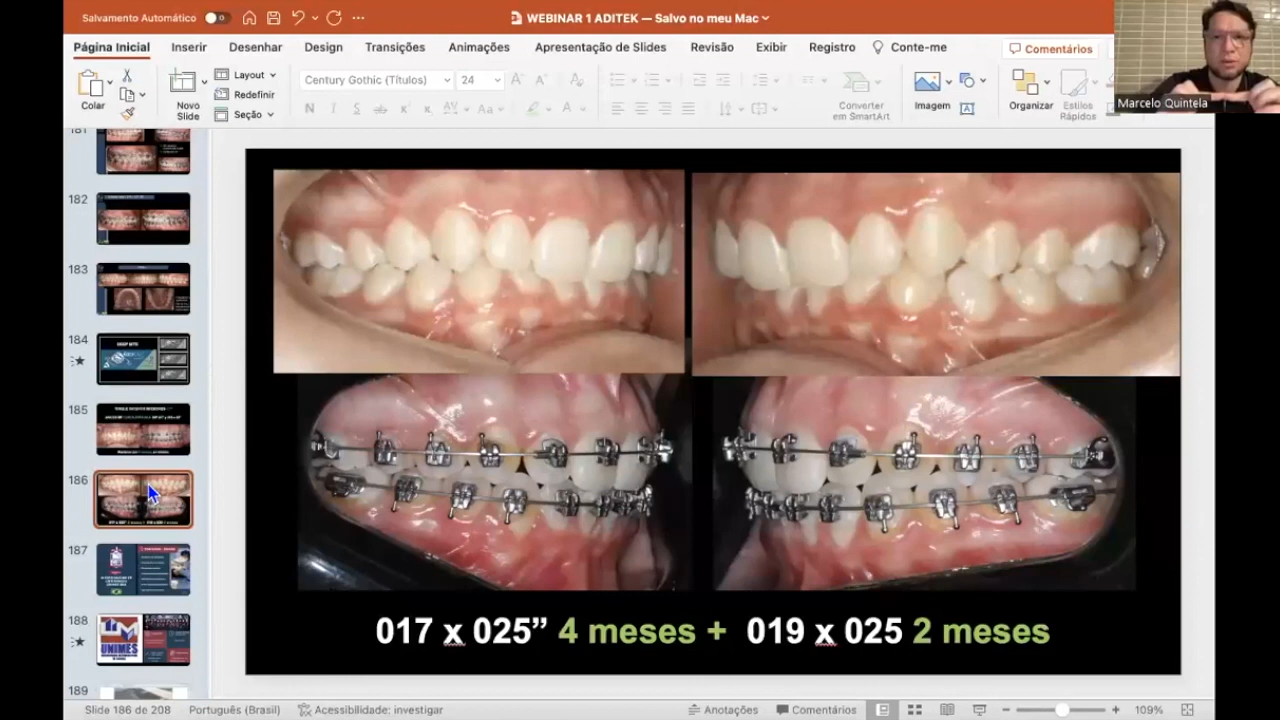 Salvamento Automático
WEBINAR 1 ADITEK — Salvo no meu Mac
Página Inicial
Inserir
Desenhar
Design
Transições
Animações
Apresentação de Slides
Revisão
Exibir
Registro
Conte-me
Comentários
Colar
Novo
Slide
Layout
Redefinir
Seção
Century Gothic (Títulos)
24
N
I
S
ab
Aa
A
Converter
em SmartArt
Imagem
Organizar
Estilos
Rápidos
Marcelo Quintela
181
182
183
184
185
186
187
188
UNIMES
189
017 x 025” 4 meses + 019 x 025 2 meses
Slide 186 de 208
Português (Brasil)
Acessibilidade: investigar
Anotações
Comentários
109%